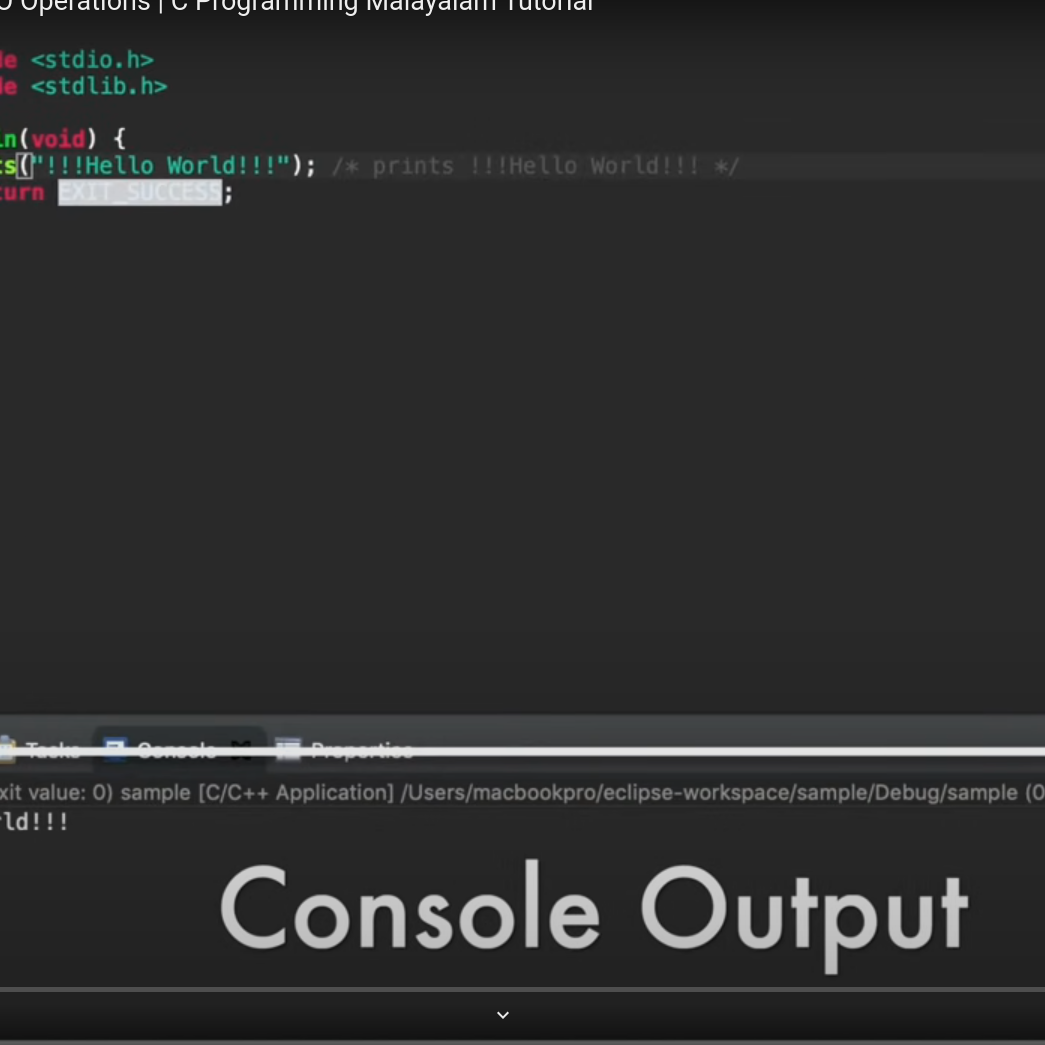 O Operations | C Programming Malayalam Tutorial
de <stdio.h>
de <stdlib.h>
in(void) {
ts("!!!Hello World!!!"); /* prints !!!Hello World!!! */
turn EXIT_SUCCESS;
Tasks Console Properties
xit value: 0) sample [C/C++ Application] /Users/macbookpro/eclipse-workspace/sample/Debug/sample (0
rld!!!
Console Output